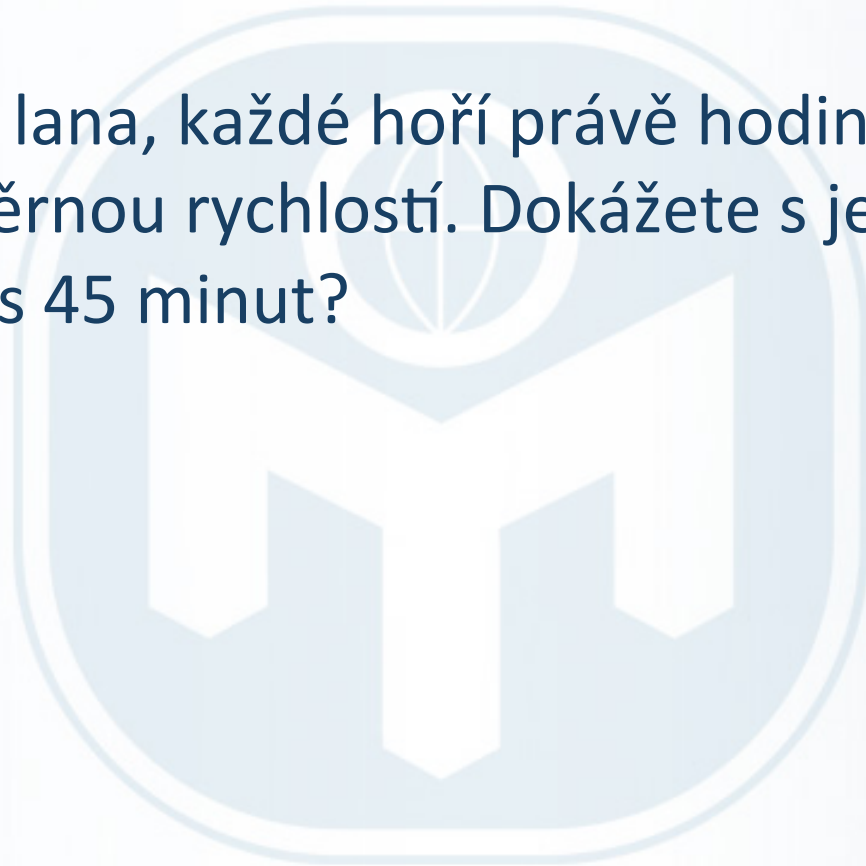 lana, každé hoří právě hodin
ěrnou rychlostí. Dokážete s je
s 45 minut?